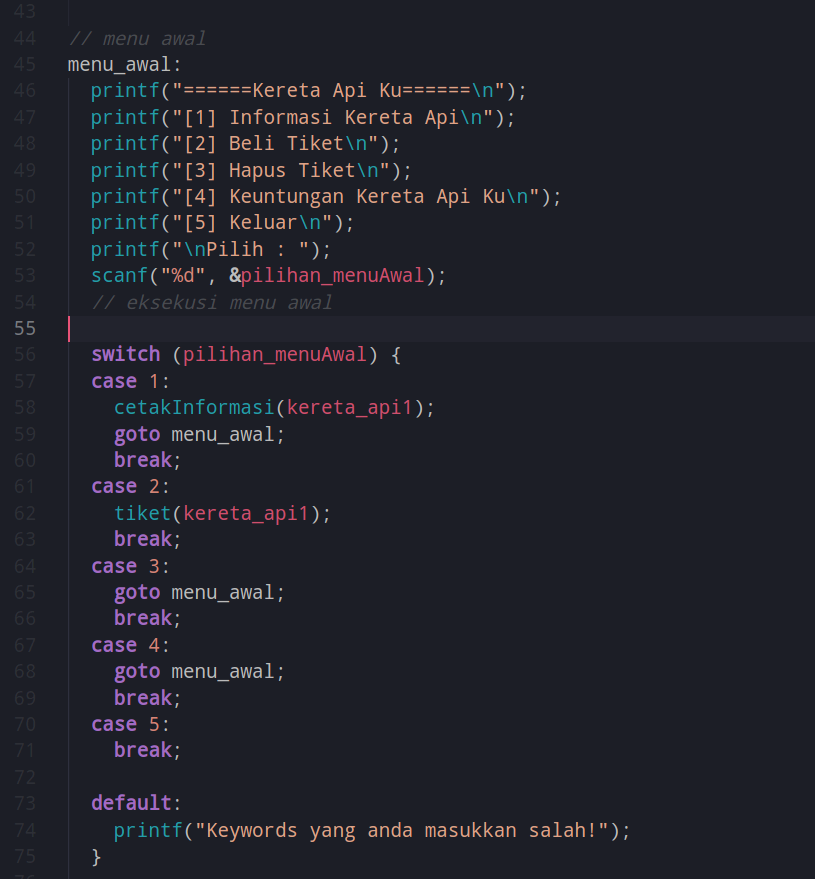 43
44 // menu awal
45 menu_awal:
46 printf("======Kereta Api Ku======\n");
47 printf("[1] Informasi Kereta Api\n");
48 printf("[2] Beli Tiket\n");
49 printf("[3] Hapus Tiket\n");
50 printf("[4] Keuntungan Kereta Api Ku\n");
51 printf("[5] Keluar\n");
52 printf("\nPilih : ");
53 scanf("%d", &pilihan_menuAwal);
54 // eksekusi menu awal
55
56 switch (pilihan_menuAwal) {
57 case 1:
58 cetakInformasi(kereta_api1);
59 goto menu_awal;
60 break;
61 case 2:
62 tiket(kereta_api1);
63 break;
64 case 3:
65 goto menu_awal;
66 break;
67 case 4:
68 goto menu_awal;
69 break;
70 case 5:
71 break;
72
73 default:
74 printf("Keywords yang anda masukkan salah!");
75 }